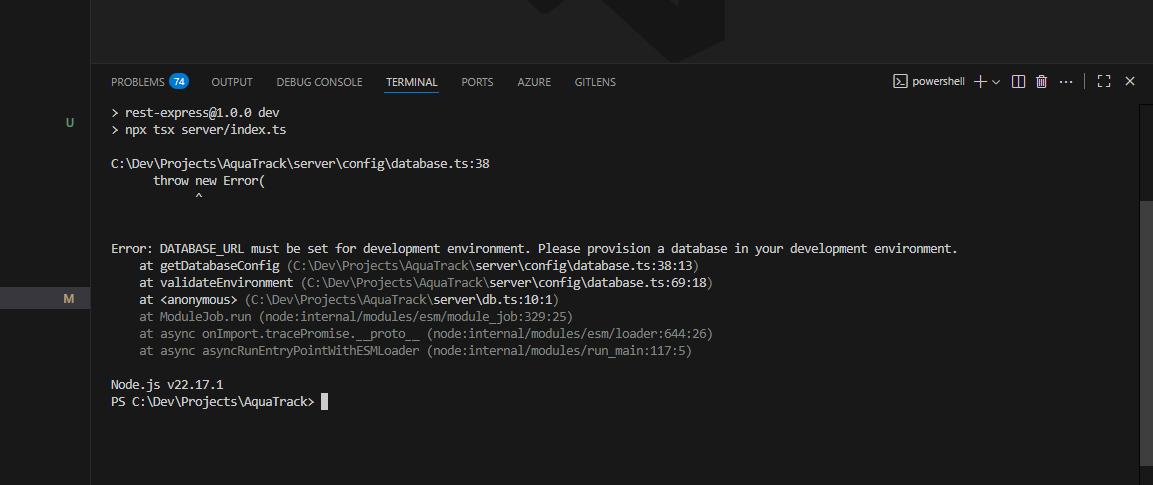 PROBLEMS 74 OUTPUT DEBUG CONSOLE TERMINAL PORTS AZURE GITLENS powershell
> rest-express@1.0.0 dev
U
> npx tsx server/index.ts
C:\Dev\Projects\AquaTrack\server\config\database.ts:38
throw new Error(
^
Error: DATABASE_URL must be set for development environment. Please provision a database in your development environment.
at getDatabaseConfig (C:\Dev\Projects\AquaTrack\server\config\database.ts:38:13)
at validateEnvironment (C:\Dev\Projects\AquaTrack\server\config\database.ts:69:18)
M
at <anonymous> (C:\Dev\Projects\AquaTrack\server\db.ts:10:1)
at ModuleJob.run (node:internal/modules/esm/module_job:329:25)
at async onImport.tracePromise.__proto__ (node:internal/modules/esm/loader:644:26)
at async asyncRunEntryPointWithESMLoader (node:internal/modules/run_main:117:5)
Node.js v22.17.1
PS C:\Dev\Projects\AquaTrack>